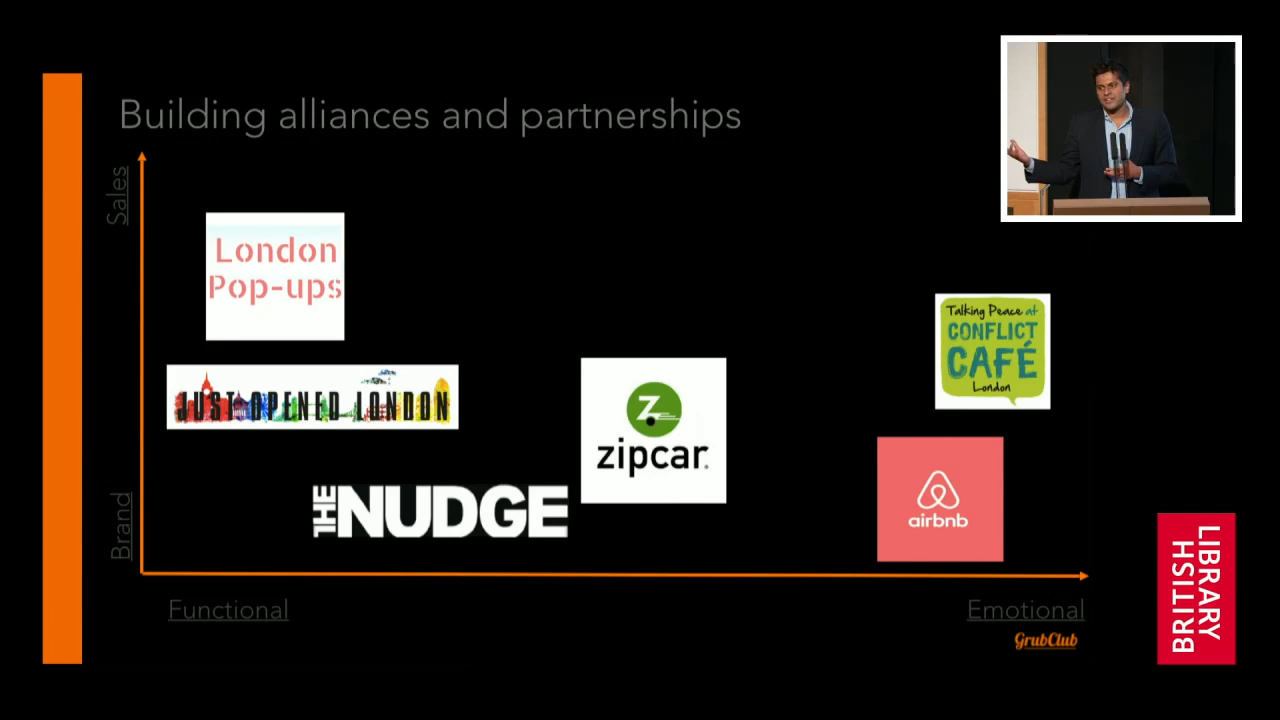 Building alliances and partnerships
Sales
London
Pop-ups
JUST OPENED LONDON
Talking Peace at
CONFLICT
CAFÉ
London
zipcar
THE NUDGE
airbnb
Brand
Functional
Emotional
GrubClub
BRITISH
LIBRARY